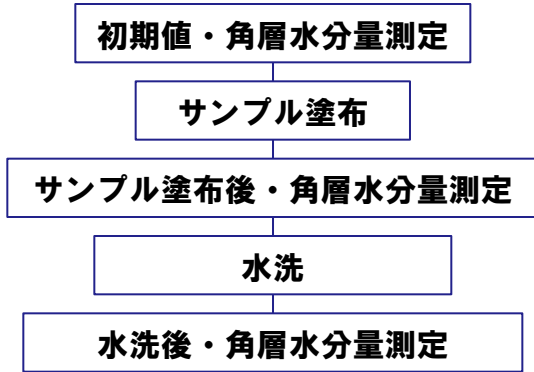 初期値・角層水分量測定
サンプル塗布
サンプル塗布後・角層水分量測定
水洗
水洗後・角層水分量測定